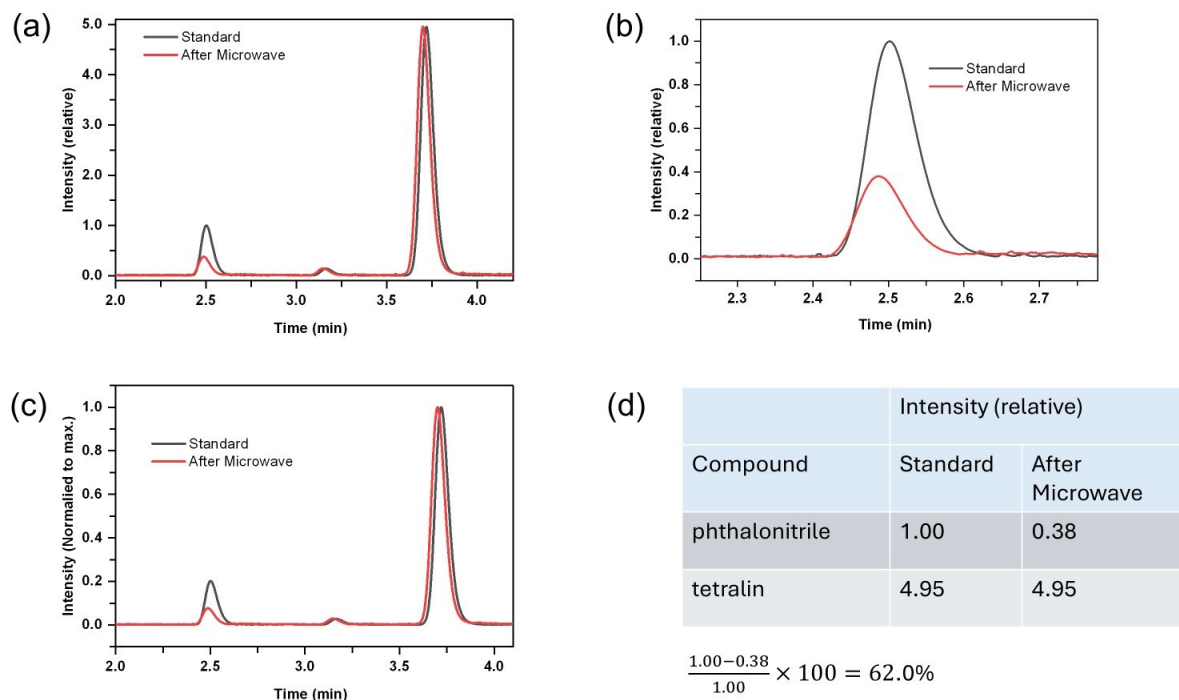 (a)
Standard
After Microwave
Intensity (relative)
5.0
4.0
3.0
2.0
1.0
0.0
2.0 2.5 3.0 3.5 4.0
Time (min)
(b)
Standard
After Microwave
Intensity (relative)
1.0
0.8
0.6
0.4
0.2
0.0
2.3 2.4 2.5 2.6 2.7
Time (min)
(c)
Standard
After Microwave
Intensity (Normalied to max.)
1.0
0.8
0.6
0.4
0.2
0.0
2.0 2.5 3.0 3.5 4.0
Time (min)
(d)
Intensity (relative)
Compound Standard After
Microwave
phthalonitrile 1.00 0.38
tetralin 4.95 4.95
1.00−0.38
1.00
× 100 = 62.0%